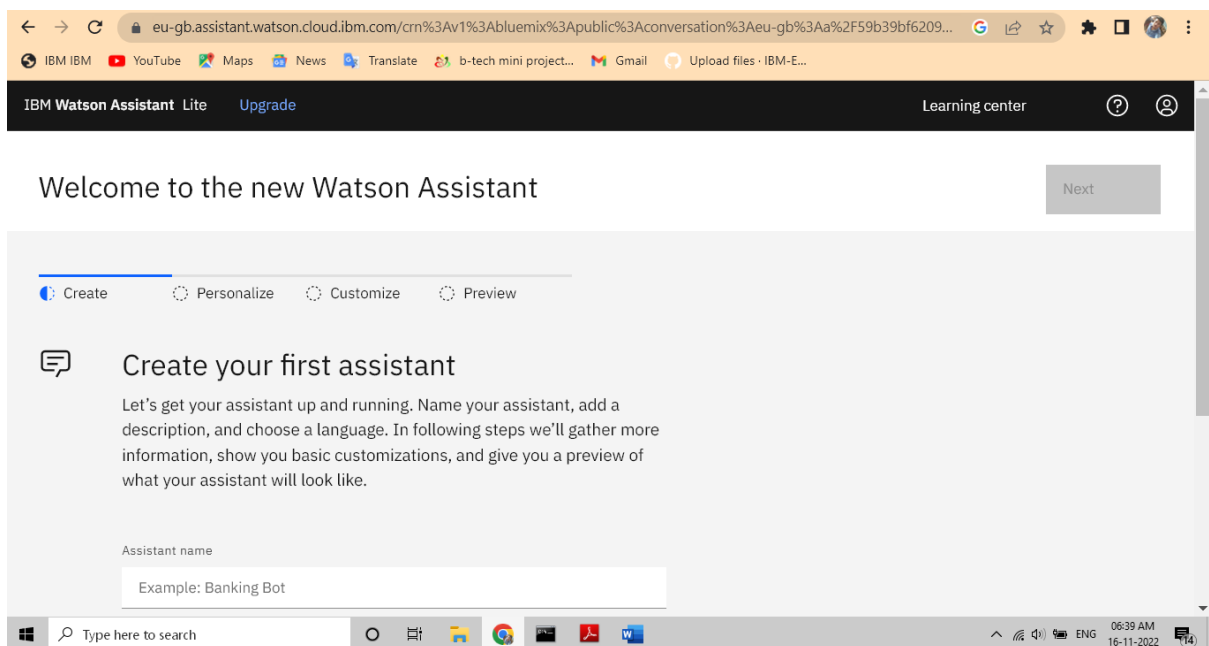 eu-gb.assistant.watson.cloud.ibm.com/crn%3Av1%3Abluemix%3Apublic%3Aconversation%3Aeu-gb%3Aa%2F59b39bf6209...
IBM IBM YouTube Maps News Translate b-tech mini project... Gmail Upload files · IBM-E...
IBM Watson Assistant Lite Upgrade Learning center
Welcome to the new Watson Assistant Next
Create Personalize Customize Preview
Create your first assistant
Let's get your assistant up and running. Name your assistant, add a
description, and choose a language. In following steps we'll gather more
information, show you basic customizations, and give you a preview of
what your assistant will look like.
Assistant name
Example: Banking Bot
Type here to search ENG 06:39 AM
16-11-2022 14